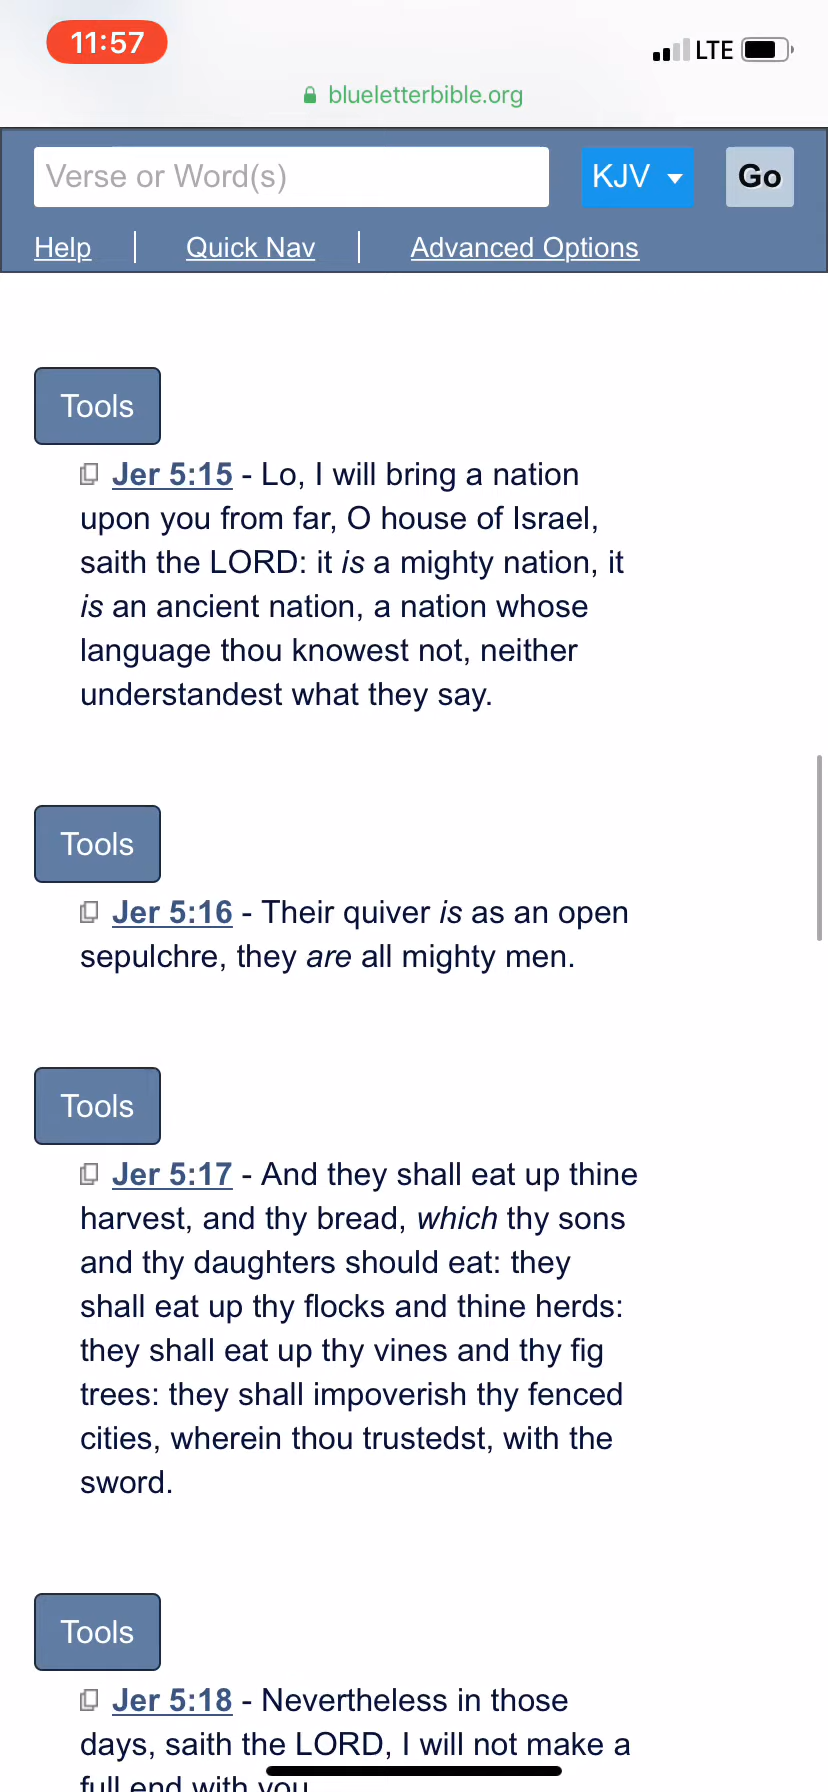 11:57
LTE
blueletterbible.org
Verse or Word(s)
KJV
Go
Help | Quick Nav | Advanced Options
Tools
Jer 5:15 - Lo, I will bring a nation
upon you from far, O house of Israel,
saith the LORD: it is a mighty nation, it
is an ancient nation, a nation whose
language thou knowest not, neither
understandest what they say.
Tools
Jer 5:16 - Their quiver is as an open
sepulchre, they are all mighty men.
Tools
Jer 5:17 - And they shall eat up thine
harvest, and thy bread, which thy sons
and thy daughters should eat: they
shall eat up thy flocks and thine herds:
they shall eat up thy vines and thy fig
trees: they shall impoverish thy fenced
cities, wherein thou trustedst, with the
sword.
Tools
Jer 5:18 - Nevertheless in those
days, saith the LORD, I will not make a
full end with you